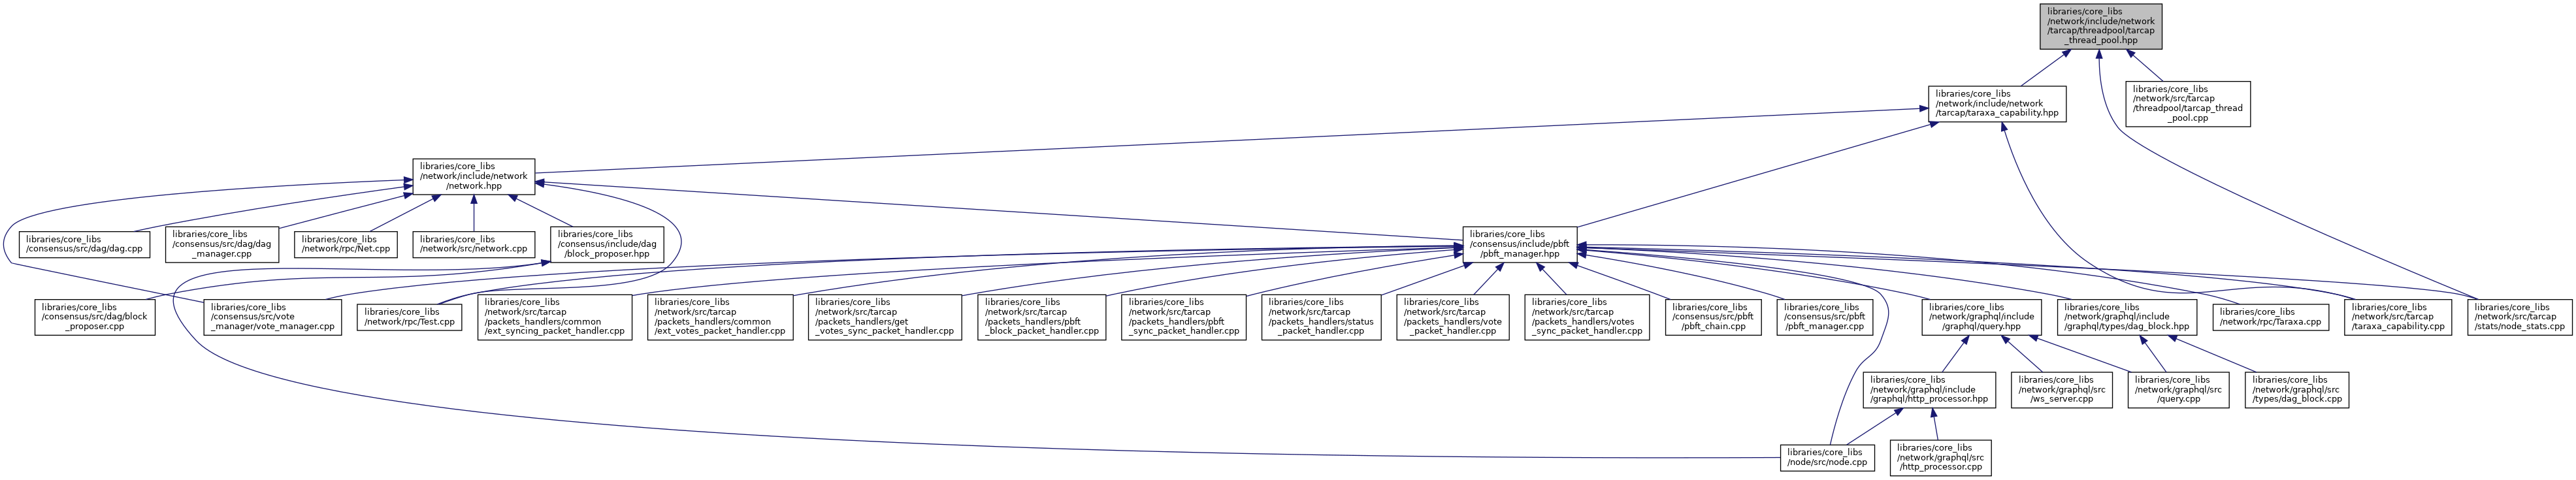 libraries/core_libs
/network/include/network
/tarcap/threadpool/tarcap
_thread_pool.hpp
libraries/core_libs
/network/include/network
/tarcap/taraxa_capability.hpp
libraries/core_libs
/network/src/tarcap
/threadpool/tarcap_thread
_pool.cpp
libraries/core_libs
/network/include/network
/network.hpp
libraries/core_libs
/consensus/src/dag/dag.cpp
libraries/core_libs
/consensus/src/dag/dag
_manager.cpp
libraries/core_libs
/network/rpc/Net.cpp
libraries/core_libs
/network/src/network.cpp
libraries/core_libs
/consensus/include/dag
/block_proposer.hpp
libraries/core_libs
/consensus/include/pbft
/pbft_manager.hpp
libraries/core_libs
/consensus/src/dag/block
_proposer.cpp
libraries/core_libs
/consensus/src/vote
_manager/vote_manager.cpp
libraries/core_libs
/network/rpc/Test.cpp
libraries/core_libs
/network/src/tarcap
/packets_handlers/common
/ext_syncing_packet_handler.cpp
libraries/core_libs
/network/src/tarcap
/packets_handlers/common
/ext_votes_packet_handler.cpp
libraries/core_libs
/network/src/tarcap
/packets_handlers/get
_votes_sync_packet_handler.cpp
libraries/core_libs
/network/src/tarcap
/packets_handlers/pbft
_block_packet_handler.cpp
libraries/core_libs
/network/src/tarcap
/packets_handlers/pbft
_sync_packet_handler.cpp
libraries/core_libs
/network/src/tarcap
/packets_handlers/status
_packet_handler.cpp
libraries/core_libs
/network/src/tarcap
/packets_handlers/vote
_packet_handler.cpp
libraries/core_libs
/network/src/tarcap
/packets_handlers/votes
_sync_packet_handler.cpp
libraries/core_libs
/consensus/src/pbft
/pbft_chain.cpp
libraries/core_libs
/consensus/src/pbft
/pbft_manager.cpp
libraries/core_libs
/network/graphql/include
/graphql/query.hpp
libraries/core_libs
/network/graphql/include
/graphql/types/dag_block.hpp
libraries/core_libs
/network/rpc/Taraxa.cpp
libraries/core_libs
/network/src/tarcap
/taraxa_capability.cpp
libraries/core_libs
/network/src/tarcap
/stats/node_stats.cpp
libraries/core_libs
/network/graphql/include
/graphql/http_processor.hpp
libraries/core_libs
/network/graphql/src
/ws_server.cpp
libraries/core_libs
/network/graphql/src
/query.cpp
libraries/core_libs
/network/graphql/src
/types/dag_block.cpp
libraries/core_libs
/node/src/node.cpp
libraries/core_libs
/network/graphql/src
/http_processor.cpp